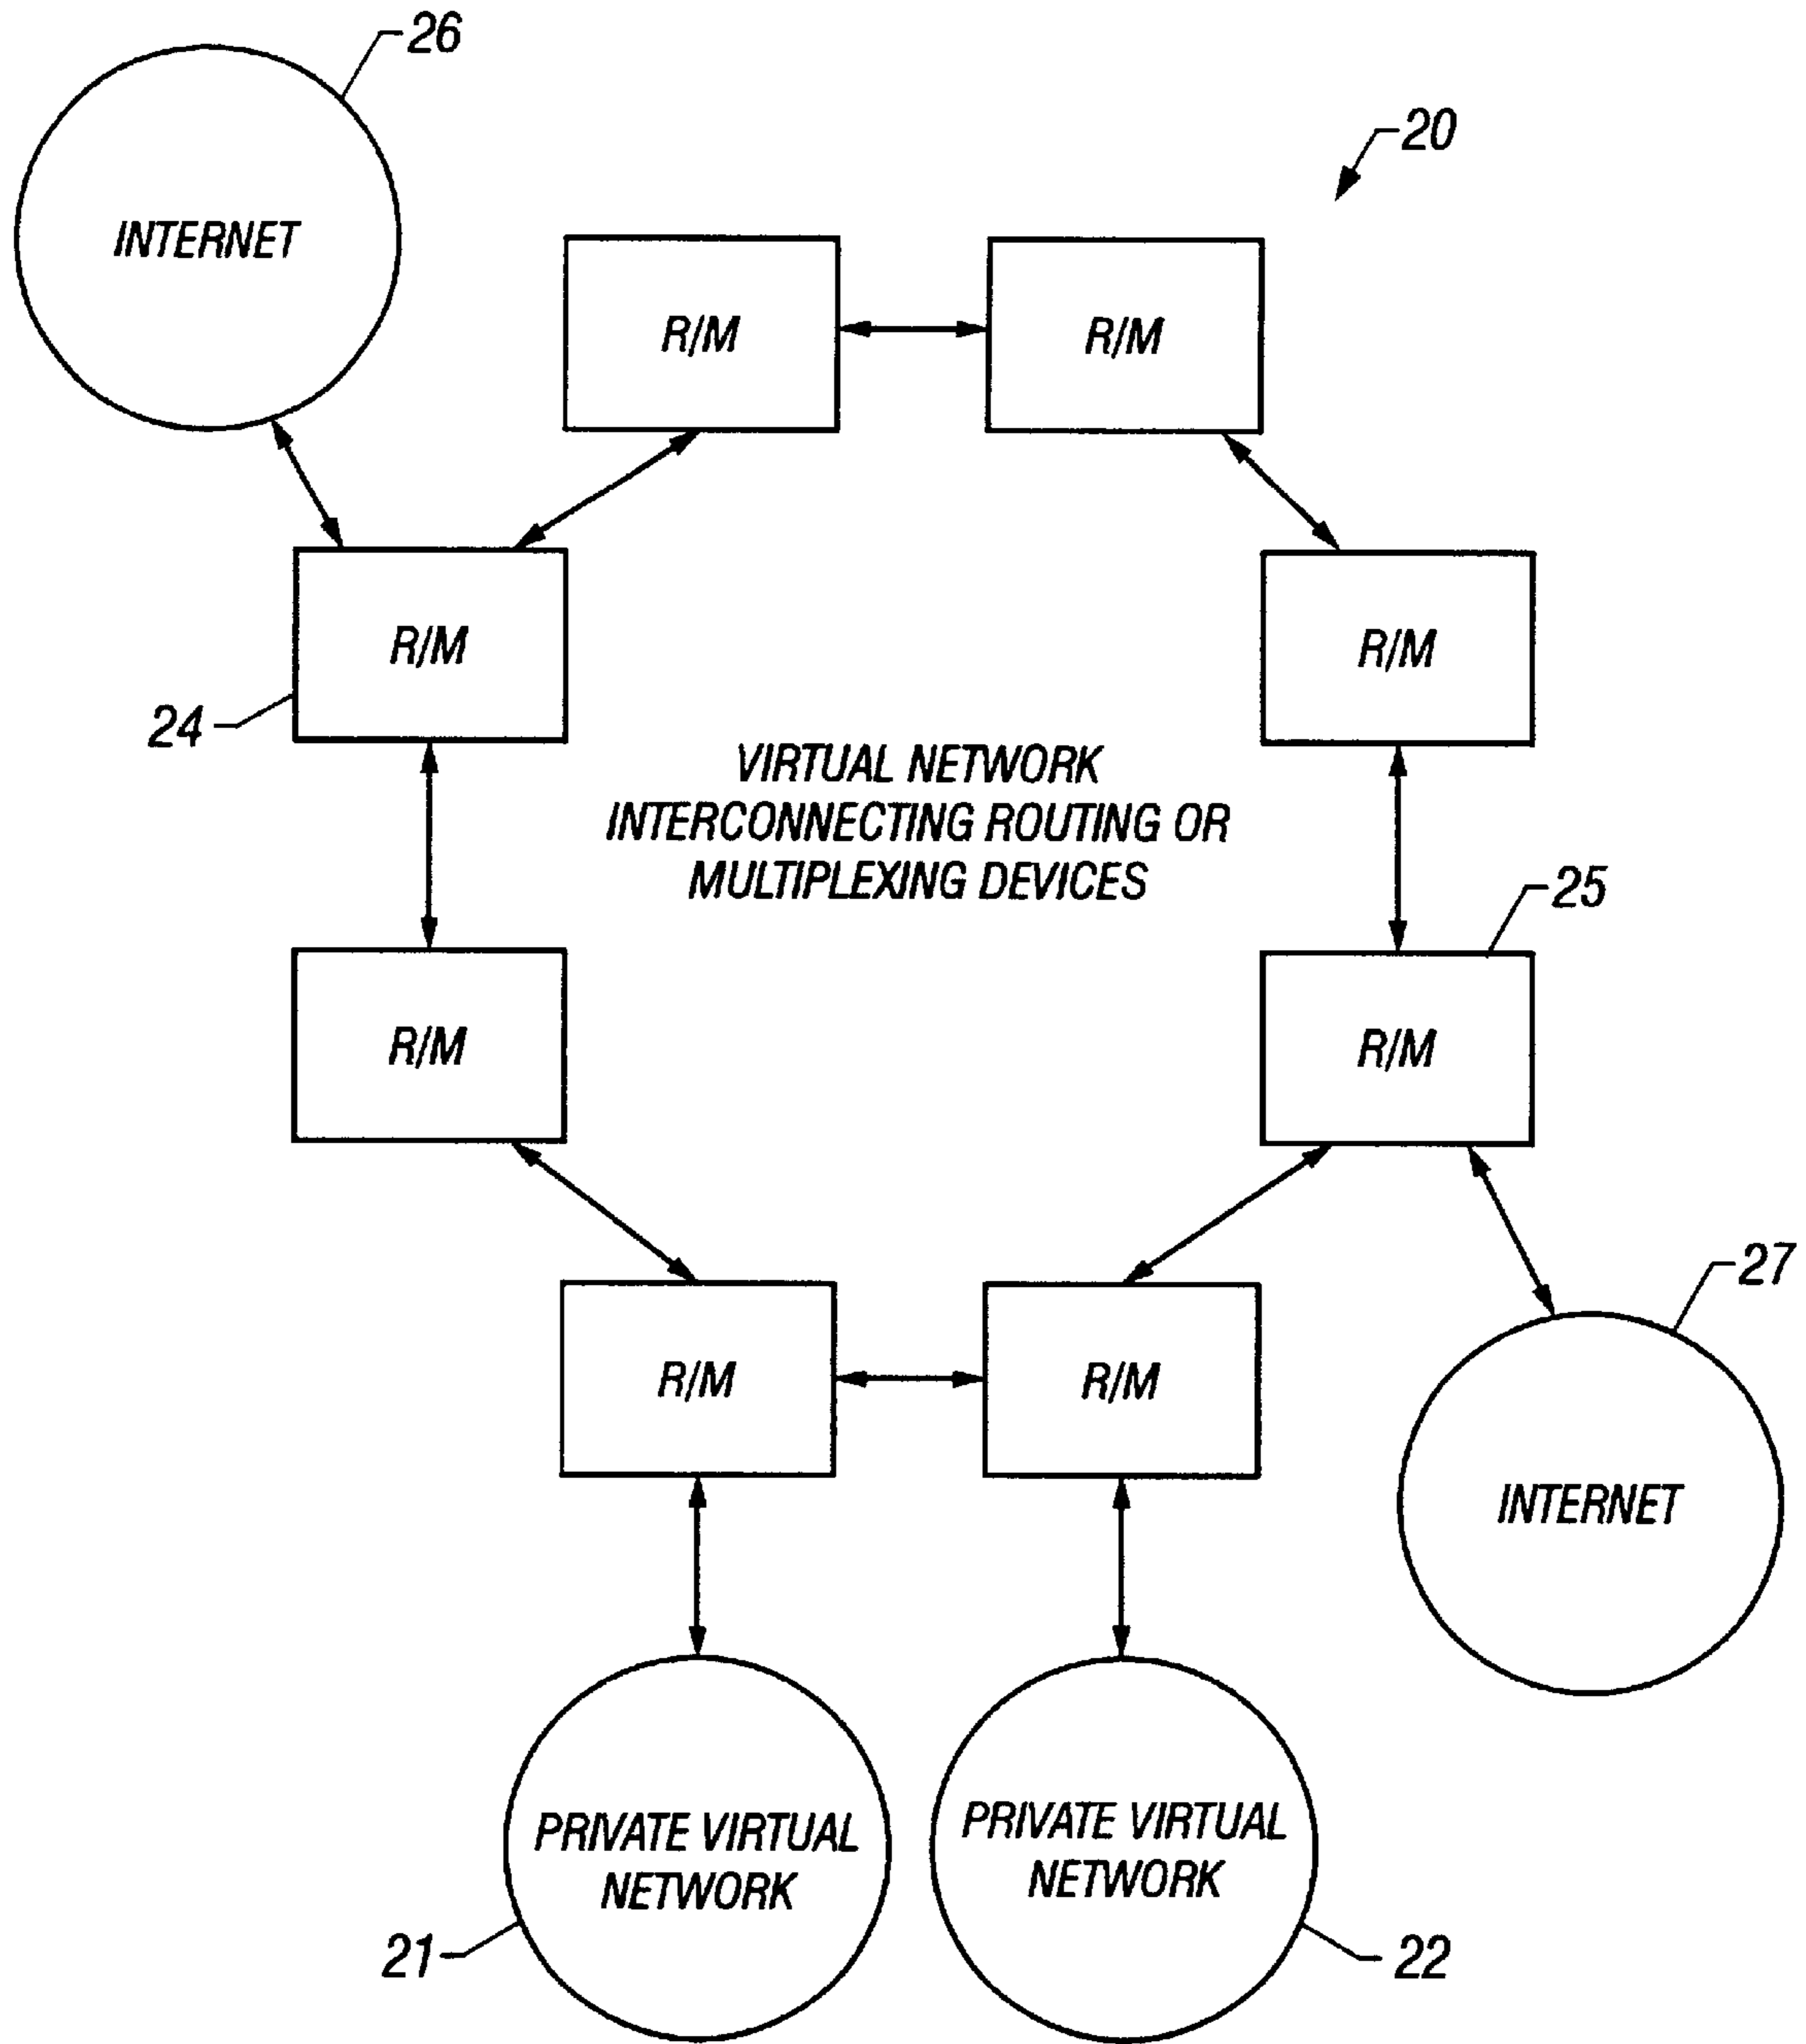 26
20
INTERNET
R/M
R/M
R/M
R/M
24
VIRTUAL NETWORK
INTERCONNECTING ROUTING OR
MULTIPLEXING DEVICES
25
R/M
R/M
27
R/M
R/M
INTERNET
PRIVATE VIRTUAL
NETWORK
PRIVATE VIRTUAL
NETWORK
21
22